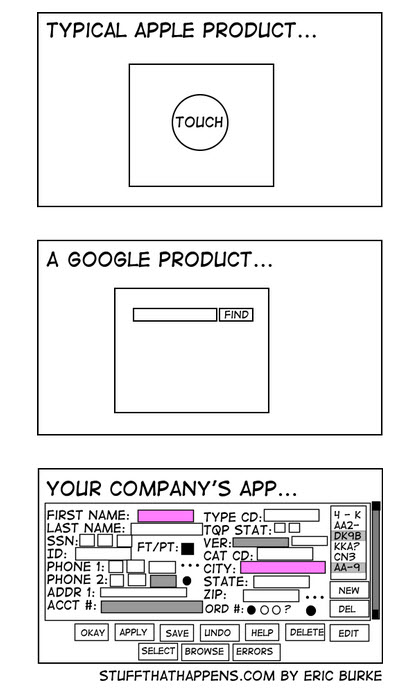 TYPICAL APPLE PRODUCT...
TOUCH
A GOOGLE PRODUCT...
FIND
YOUR COMPANY'S APP...
FIRST NAME: TYPE CD:
LAST NAME: TQP STAT:
SSN: FT/PT: VER:
ID: CAT CD:
PHONE 1: ... CITY:
PHONE 2: STATE:
ADDR 1: ZIP: ...
ACCT #: ORD #: ?
4 - K
AA2-
DK9B
KKA?
CN3
AA-9
NEW
DEL
OKAY APPLY SAVE UNDO HELP DELETE EDIT
SELECT BROWSE ERRORS
STUFFTHATHAPPENS.COM BY ERIC BURKE